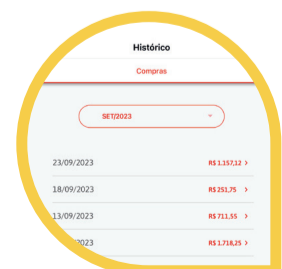 Histórico
Compras
SET/2023
23/09/2023 R$ 1.157,12 >
18/09/2023 R$ 251,75 >
13/09/2023 R$ 711,55 >
/2023 R$ 1.718,25 >